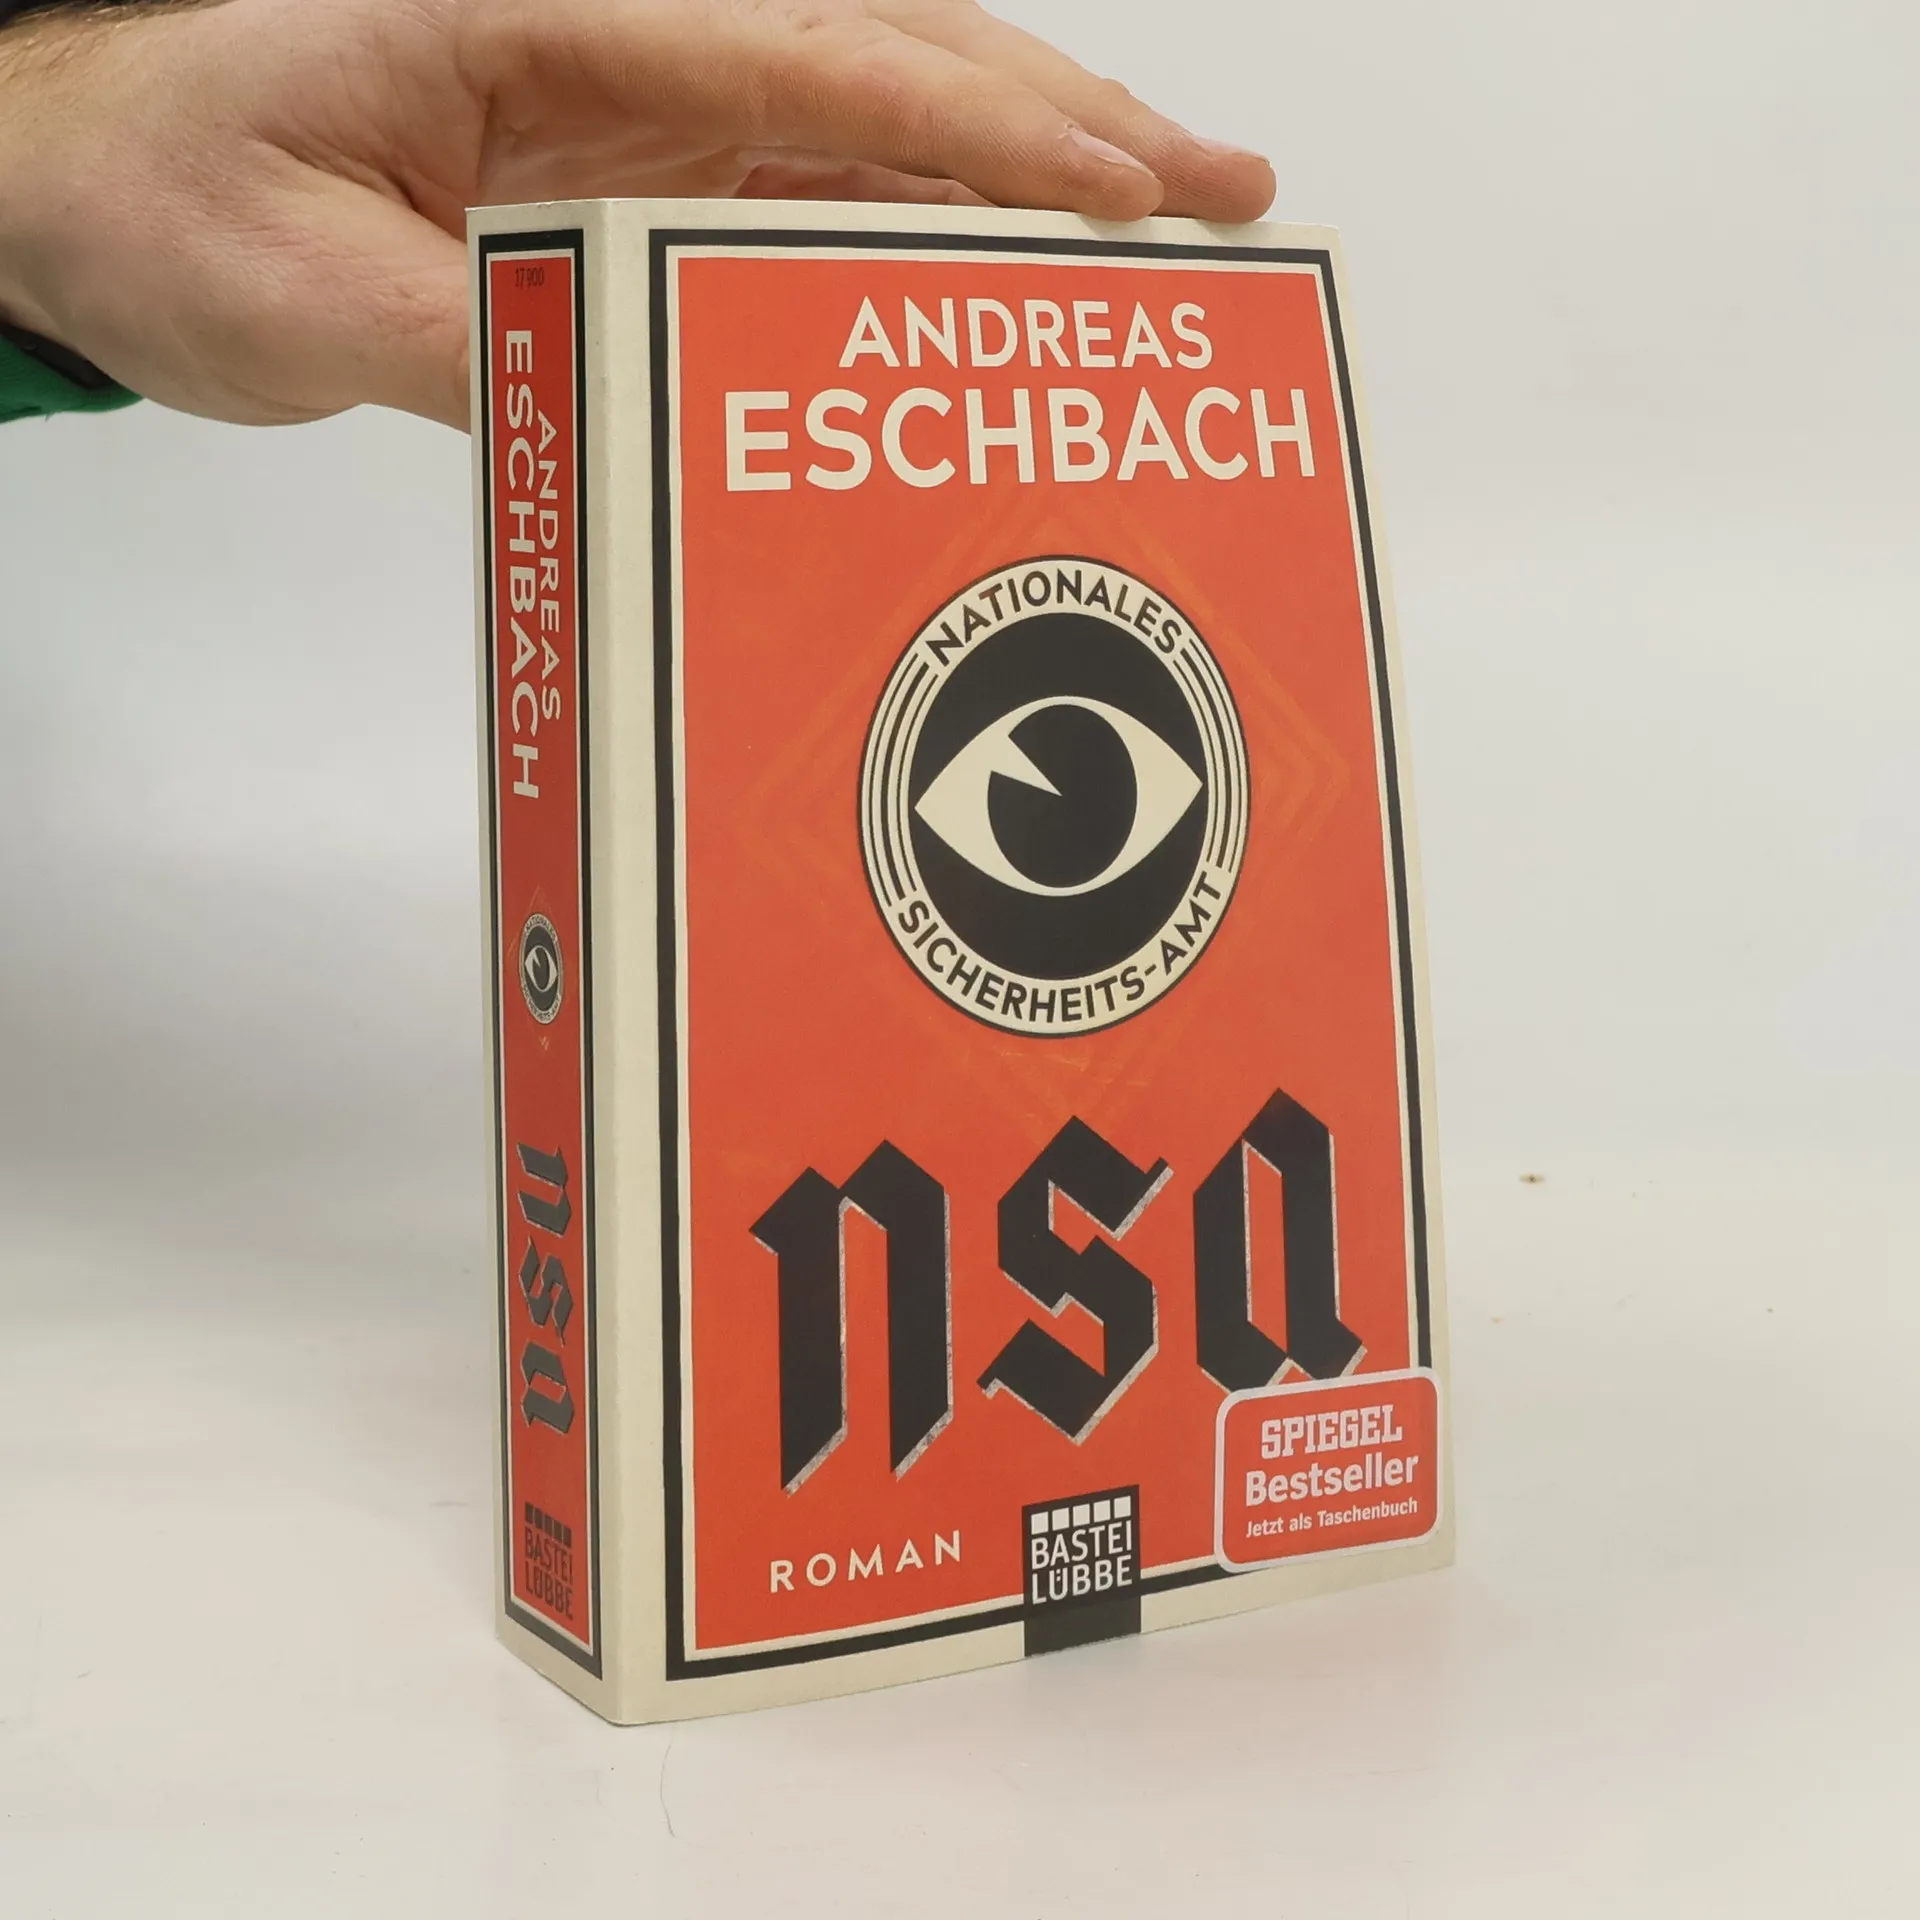 17900
ANDREAS
ESCHBACH
nsa
BASTEI
LÜBBE
ANDREAS
ESCHBACH
NATIONALES
SICHERHEITS-AMT
nsa
ROMAN
BASTEI
LÜBBE
SPIEGEL
Bestseller
Jetzt als Taschenbuch